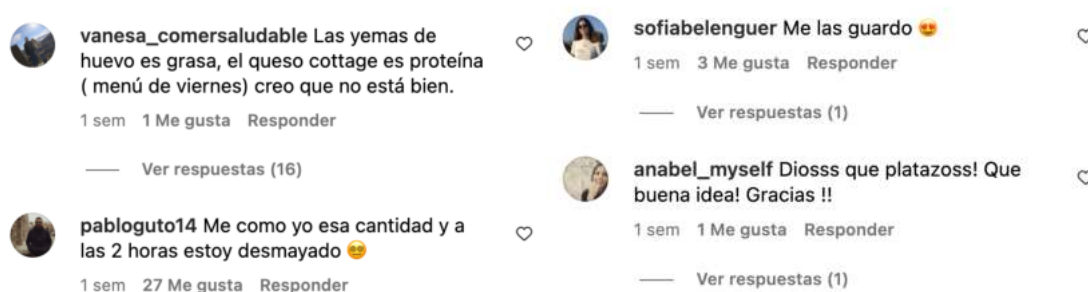 vanesa_comersaludable Las yemas de
huevo es grasa, el queso cottage es proteína
( menú de viernes) creo que no está bien.
1 sem 1 Me gusta Responder
Ver respuestas (16)
pabloguto14 Me como yo esa cantidad y a
las 2 horas estoy desmayado 😵
1 sem 27 Me gusta Responder
sofiabelenguer Me las guardo 😍
1 sem 3 Me gusta Responder
Ver respuestas (1)
anabel_myself Diosss que platazoss! Que
buena idea! Gracias !!
1 sem 1 Me gusta Responder
Ver respuestas (1)